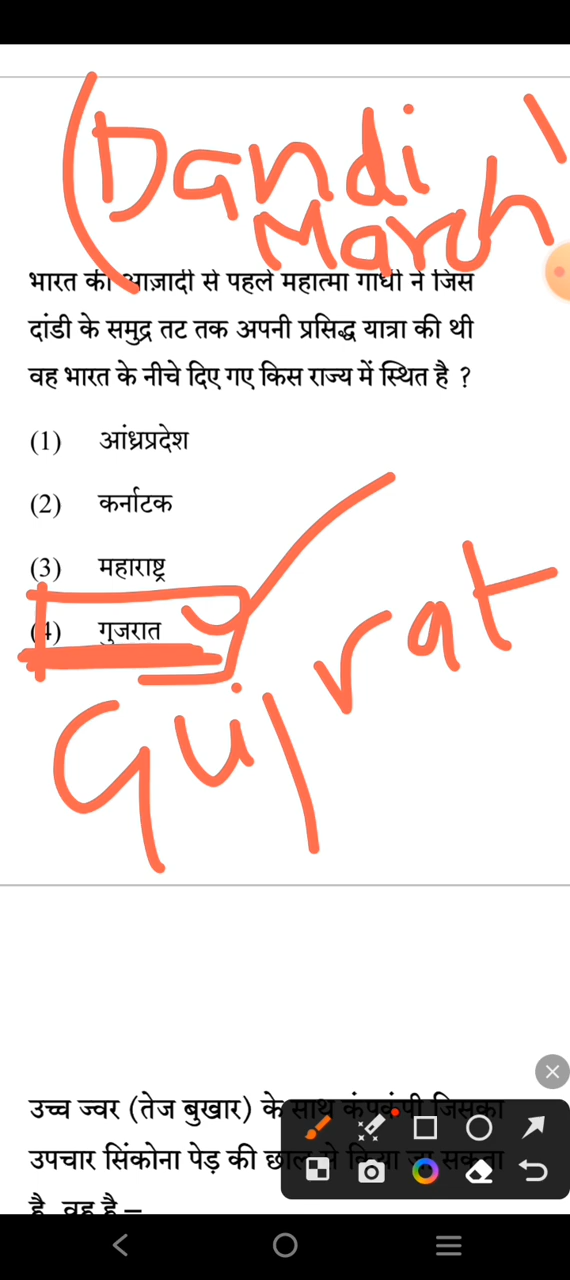 (Dandi
March)
भारत की आज़ादी से पहले महात्मा गांधी ने जिस
दांडी के समुद्र तट तक अपनी प्रसिद्ध यात्रा की थी
वह भारत के नीचे दिए गए किस राज्य में स्थित है ?
(1) आंध्रप्रदेश
(2) कर्नाटक
(3) महाराष्ट्र
(4) गुजरात
Gujrat
उच्च ज्वर (तेज बुखार) के साथ कंपकंपी जिसका
उपचार सिंकोना पेड़ की छाल से किया जा सकता
है, वह है –